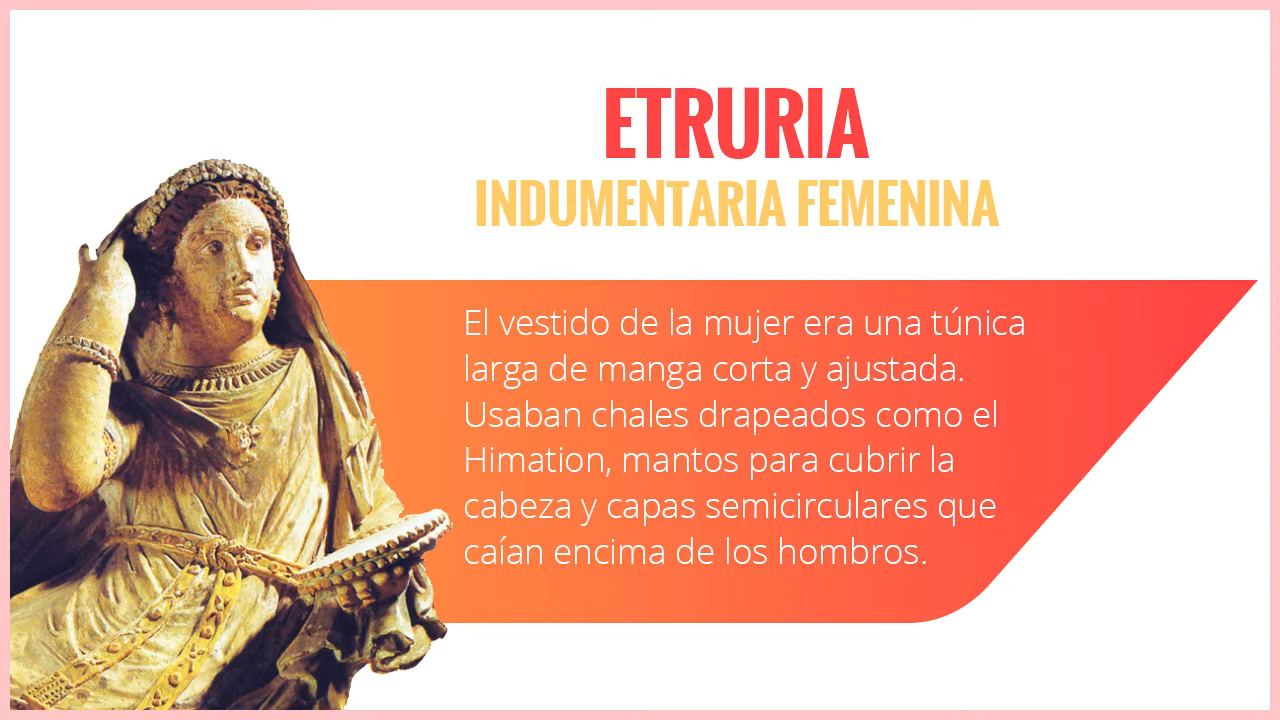 ETRURIA
INDUMENTARIA FEMENINA
El vestido de la mujer era una túnica
larga de manga corta y ajustada.
Usaban chales drapeados como el
Himation, mantos para cubrir la
cabeza y capas semicirculares que
caían encima de los hombros.